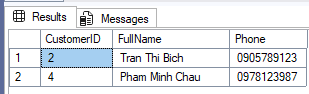 Results Messages
CustomerID FullName Phone
1 2 Tran Thi Bich 0905789123
2 4 Pham Minh Chau 0978123987